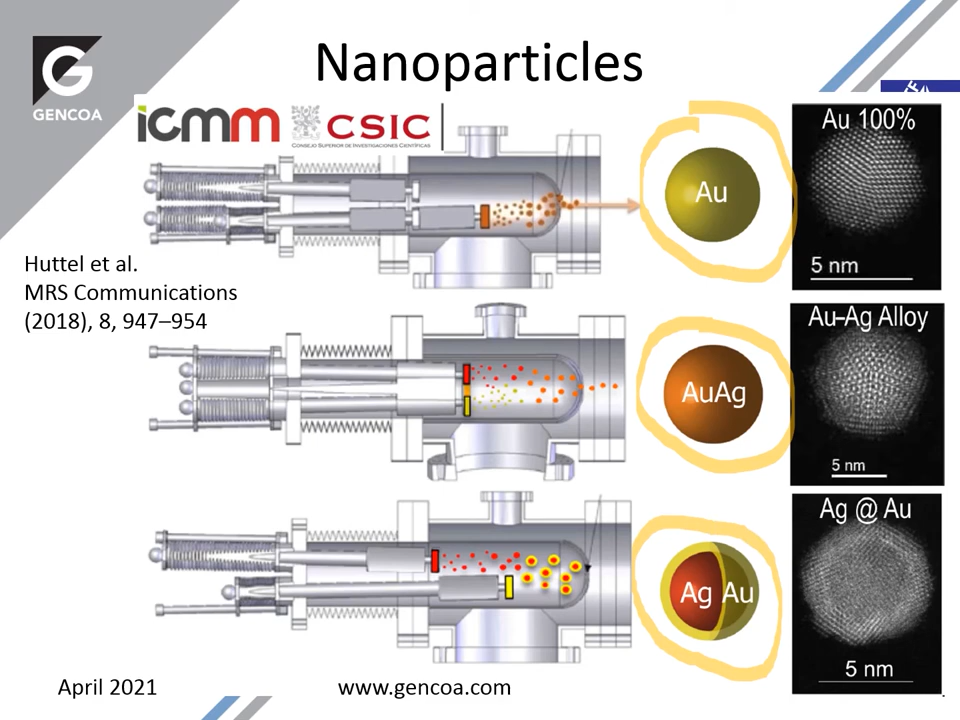 Nanoparticles
GENCOA
icmm
CSIC
CONSEJO SUPERIOR DE INVESTIGACIONES CIENTÍFICAS
Au
Au 100%
5 nm
Huttel et al.
MRS Communications
(2018), 8, 947–954
AuAg
Au–Ag Alloy
5 nm
Ag Au
Ag @ Au
5 nm
April 2021
www.gencoa.com